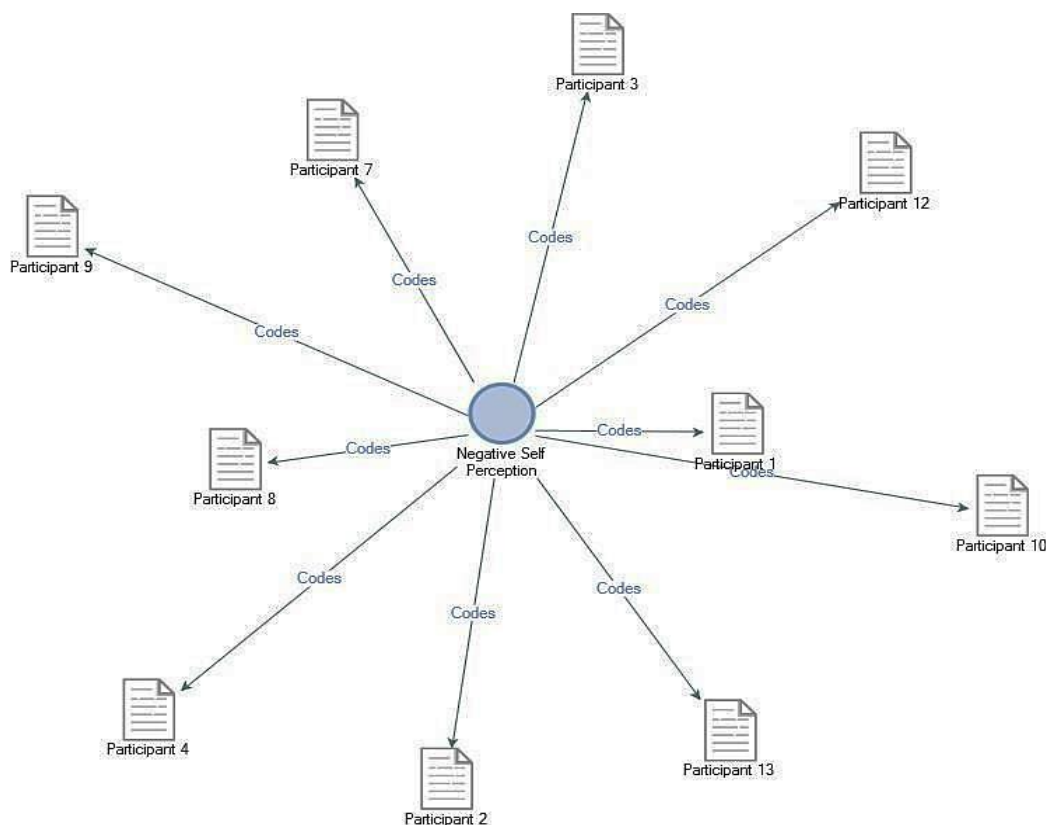 Participant 3
Participant 7
Participant 12
Codes
Participant 9
Codes
Codes
Codes
Codes
Codes
Codes
Negative Self
Perception
Participant 1
Codes
Participant 8
Participant 10
Codes
Codes
Codes
Participant 4
Participant 13
Participant 2